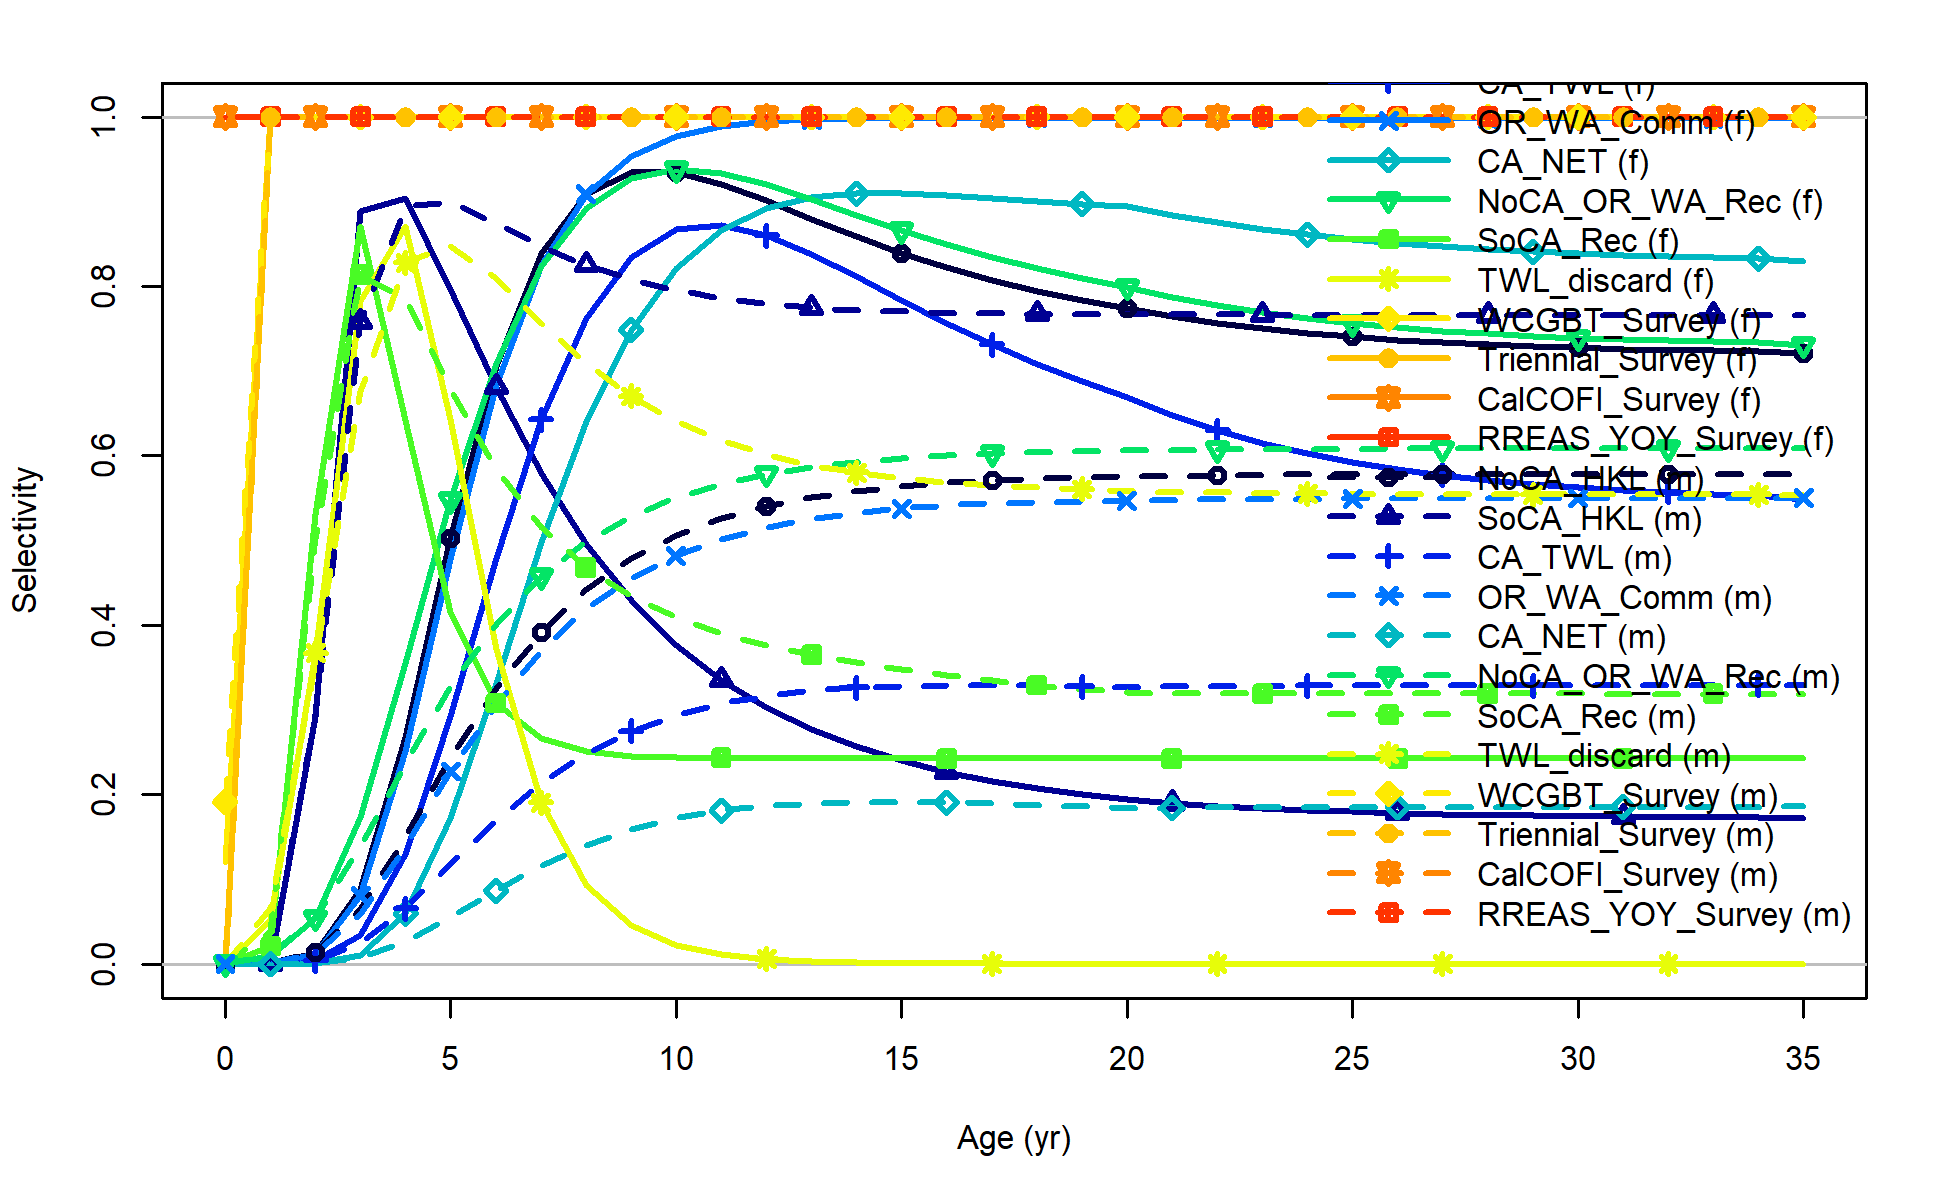 CA_TWL (f)
OR_WA_Comm (f)
CA_NET (f)
NoCA_OR_WA_Rec (f)
SoCA_Rec (f)
TWL_discard (f)
WCGBT_Survey (f)
Triennial_Survey (f)
CalCOFI_Survey (f)
RREAS_YOY_Survey (f)
NoCA_HKL (m)
SoCA_HKL (m)
CA_TWL (m)
OR_WA_Comm (m)
CA_NET (m)
NoCA_OR_WA_Rec (m)
SoCA_Rec (m)
TWL_discard (m)
WCGBT_Survey (m)
Triennial_Survey (m)
CalCOFI_Survey (m)
RREAS_YOY_Survey (m)
Selectivity
1.0
0.8
0.6
0.4
0.2
0.0
0 5 10 15 20 25 30 35
Age (yr)